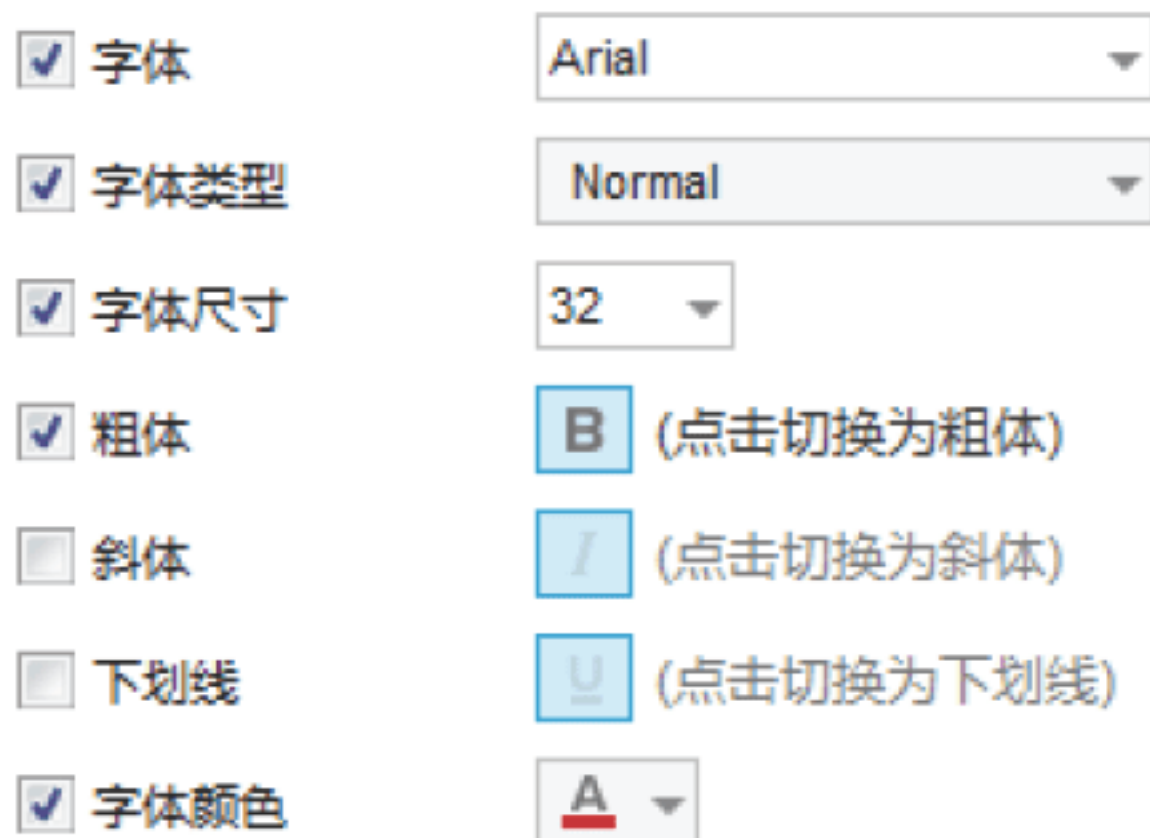 字体 Arial
字体类型 Normal
字体尺寸 32
粗体 B (点击切换为粗体)
斜体 I (点击切换为斜体)
下划线 U (点击切换为下划线)
字体颜色 A